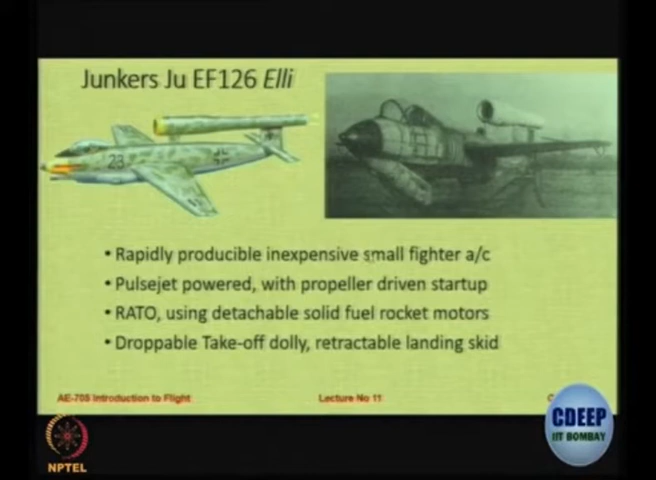 Junkers Ju EF126 Elli
23
• Rapidly producible inexpensive small fighter a/c
• Pulsejet powered, with propeller driven startup
• RATO, using detachable solid fuel rocket motors
• Droppable Take-off dolly, retractable landing skid
AE-705 Introduction to Flight
Lecture No 11
CDEEP
IIT BOMBAY
NPTEL